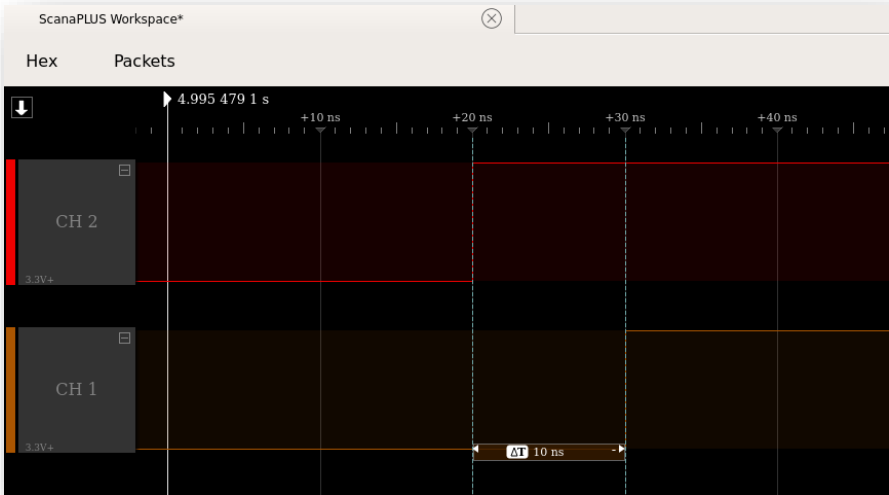 ScanaPLUS Workspace*
Hex Packets
4.995 479 1 s
+10 ns +20 ns +30 ns +40 ns
CH 2
3.3V+
CH 1
3.3V+
ΔT 10 ns -